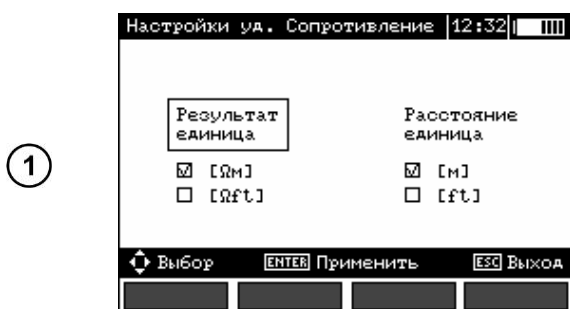 Настройки уд. Сопротивление 12:32
Результат единица
Расстояние единица
[Ωм]
[Ωft]
[м]
[ft]
Выбор ENTER Применить ESC Выход
1